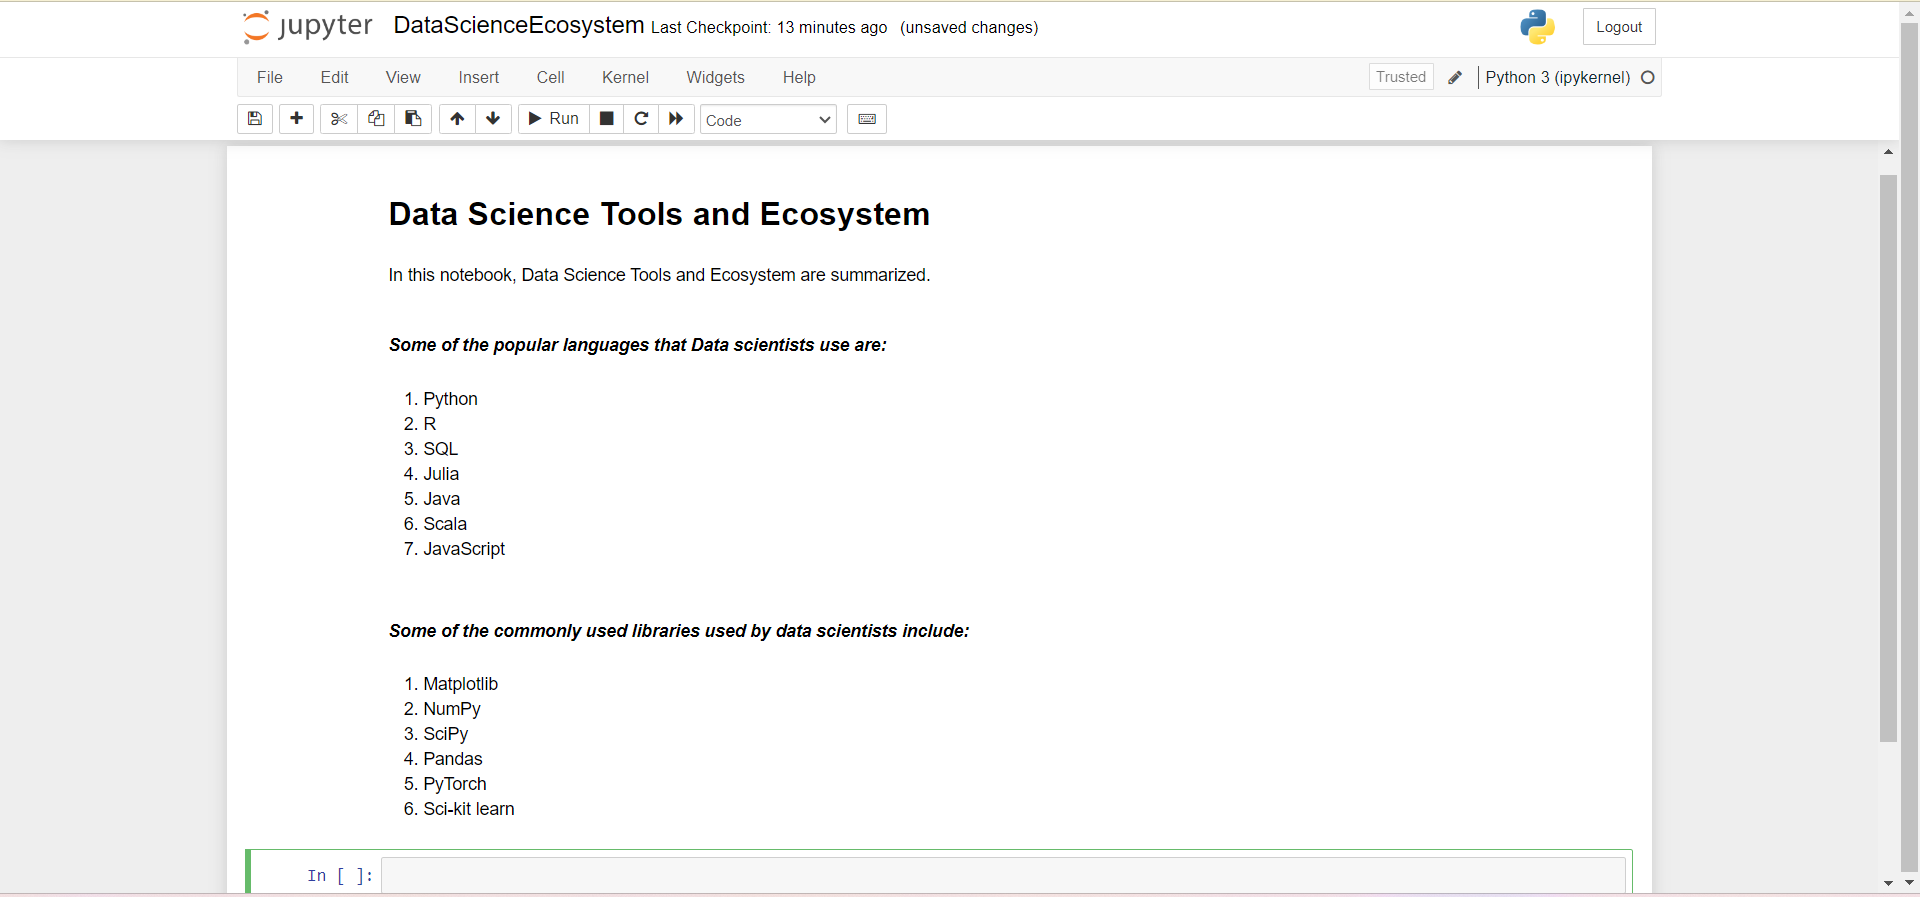 jupyter DataScienceEcosystem Last Checkpoint: 13 minutes ago (unsaved changes) Logout
File Edit View Insert Cell Kernel Widgets Help Trusted Python 3 (ipykernel)
Run Code
Data Science Tools and Ecosystem
In this notebook, Data Science Tools and Ecosystem are summarized.
Some of the popular languages that Data scientists use are:
1. Python
2. R
3. SQL
4. Julia
5. Java
6. Scala
7. JavaScript
Some of the commonly used libraries used by data scientists include:
1. Matplotlib
2. NumPy
3. SciPy
4. Pandas
5. PyTorch
6. Sci-kit learn
In [ ]: